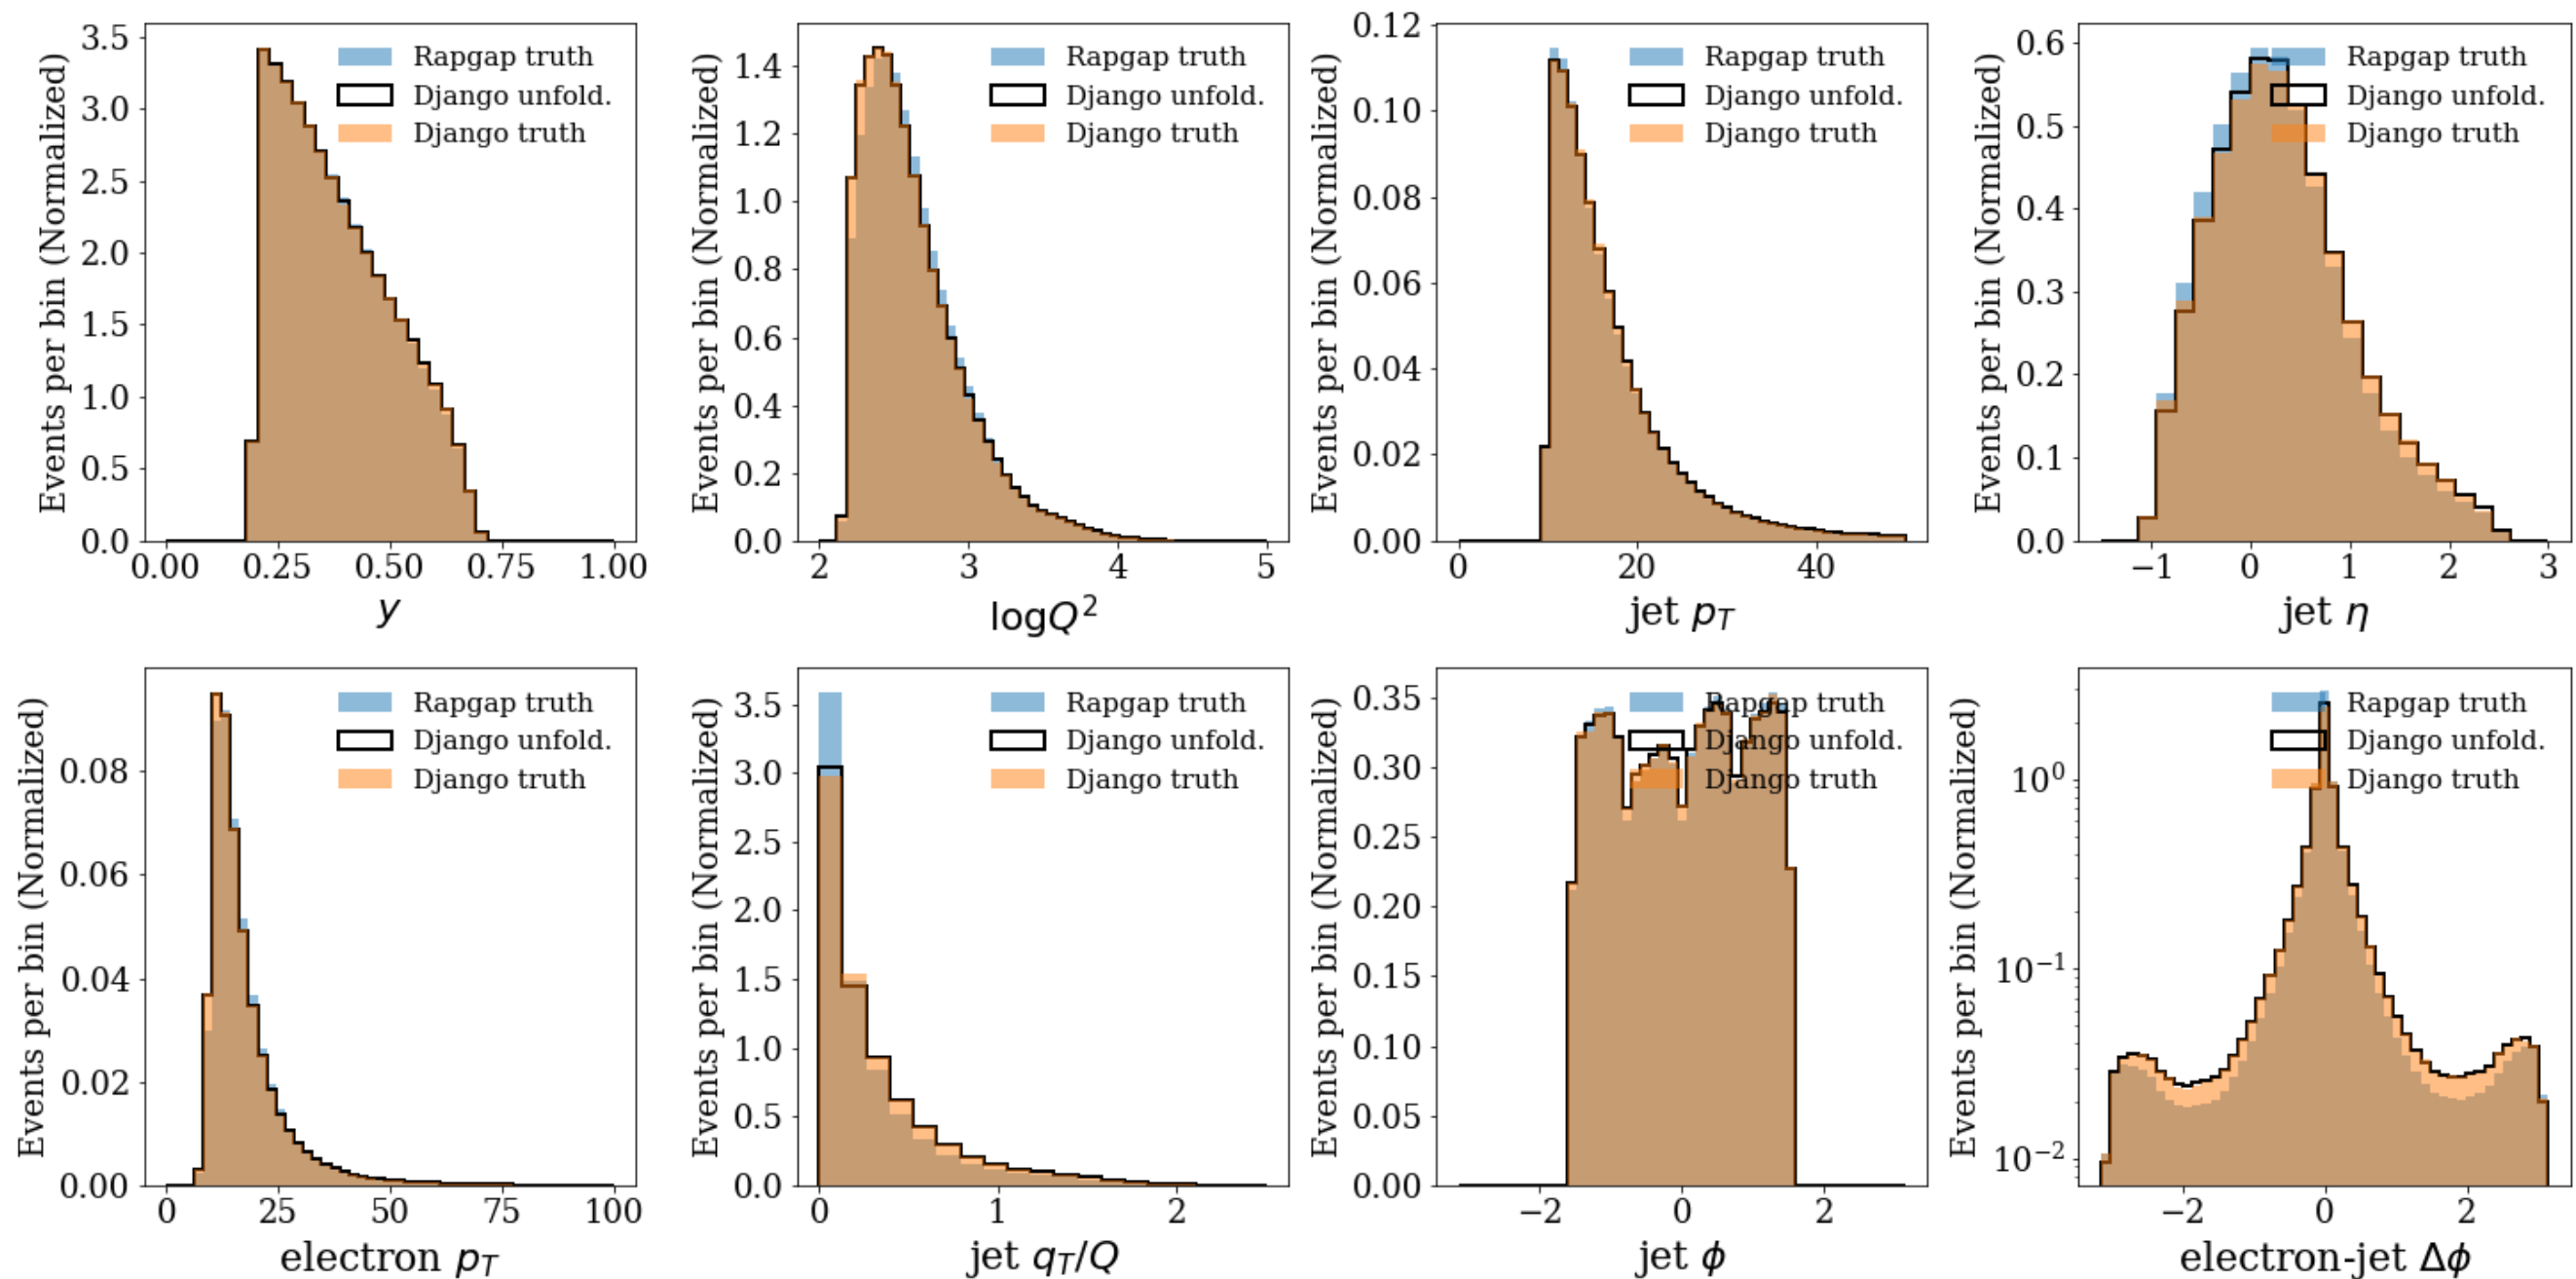 Events per bin (Normalized)
3.5
3.0
2.5
2.0
1.5
1.0
0.5
0.0
Rapgap truth
Django unfold.
Django truth
0.00 0.25 0.50 0.75 1.00
y
Events per bin (Normalized)
1.4
1.2
1.0
0.8
0.6
0.4
0.2
0.0
Rapgap truth
Django unfold.
Django truth
2 3 4 5
logQ²
Events per bin (Normalized)
0.12
0.10
0.08
0.06
0.04
0.02
0.00
Rapgap truth
Django unfold.
Django truth
0 20 40
jet p_T
Events per bin (Normalized)
0.6
0.5
0.4
0.3
0.2
0.1
0.0
Rapgap truth
Django unfold.
Django truth
−1 0 1 2 3
jet η
Events per bin (Normalized)
0.08
0.06
0.04
0.02
0.00
Rapgap truth
Django unfold.
Django truth
0 25 50 75 100
electron p_T
Events per bin (Normalized)
3.5
3.0
2.5
2.0
1.5
1.0
0.5
0.0
Rapgap truth
Django unfold.
Django truth
0 1 2
jet q_T/Q
Events per bin (Normalized)
0.35
0.30
0.25
0.20
0.15
0.10
0.05
0.00
Rapgap truth
Django unfold.
Django truth
−2 0 2
jet ϕ
Events per bin (Normalized)
10⁰
10⁻¹
10⁻²
Rapgap truth
Django unfold.
Django truth
−2 0 2
electron-jet Δϕ